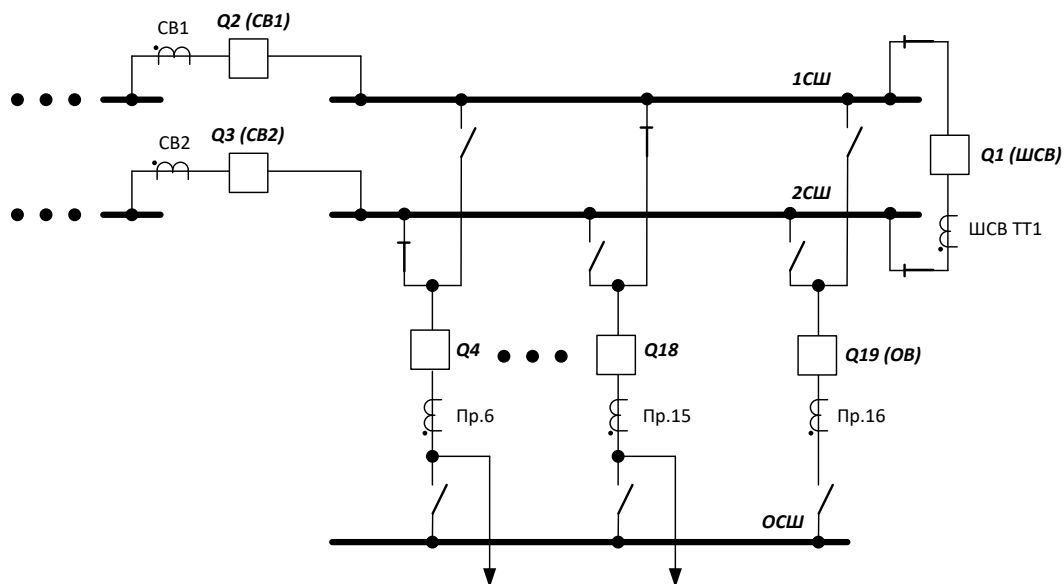 СВ1
Q2 (СВ1)
1СШ
СВ2
Q3 (СВ2)
Q1 (ШСВ)
2СШ
ШСВ ТТ1
Q4
Q18
Q19 (ОВ)
Пр.6
Пр.15
Пр.16
ОСШ